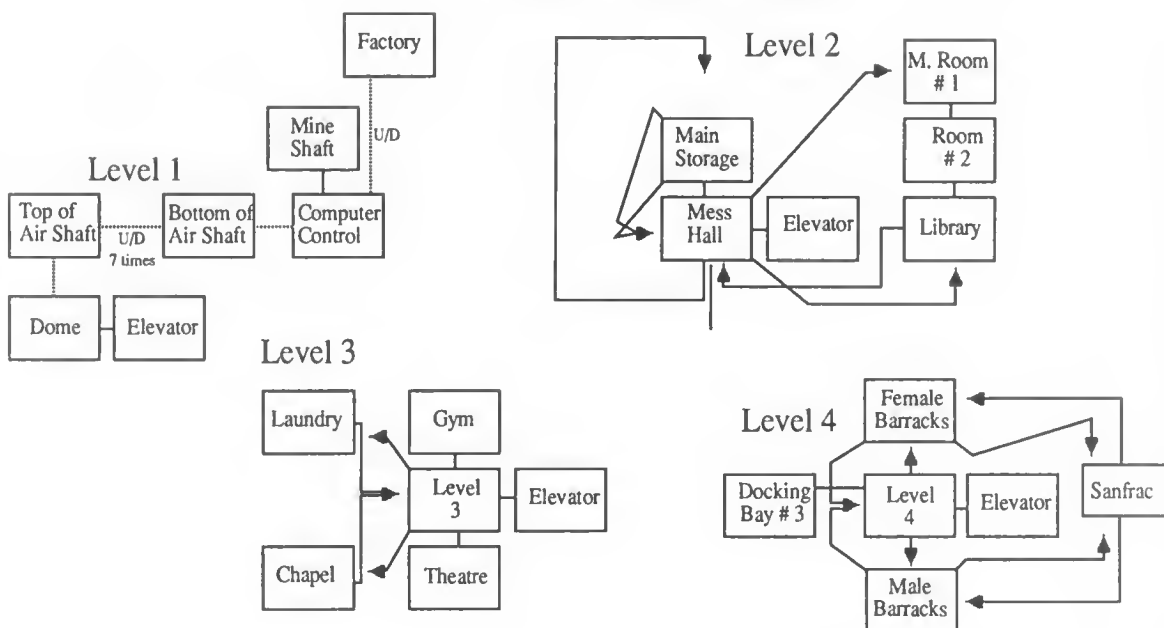 Factory
Level 2
M. Room
# 1
Mine
Shaft
U/D
Main
Storage
Room
# 2
Level 1
Top of
Air Shaft
U/D
7 times
Bottom of
Air Shaft
Computer
Control
Mess
Hall
Elevator
Library
Dome
Elevator
Level 3
Laundry
Gym
Level
3
Elevator
Chapel
Theatre
Level 4
Female
Barracks
Docking
Bay # 3
Level
4
Elevator
Sanfrac
Male
Barracks